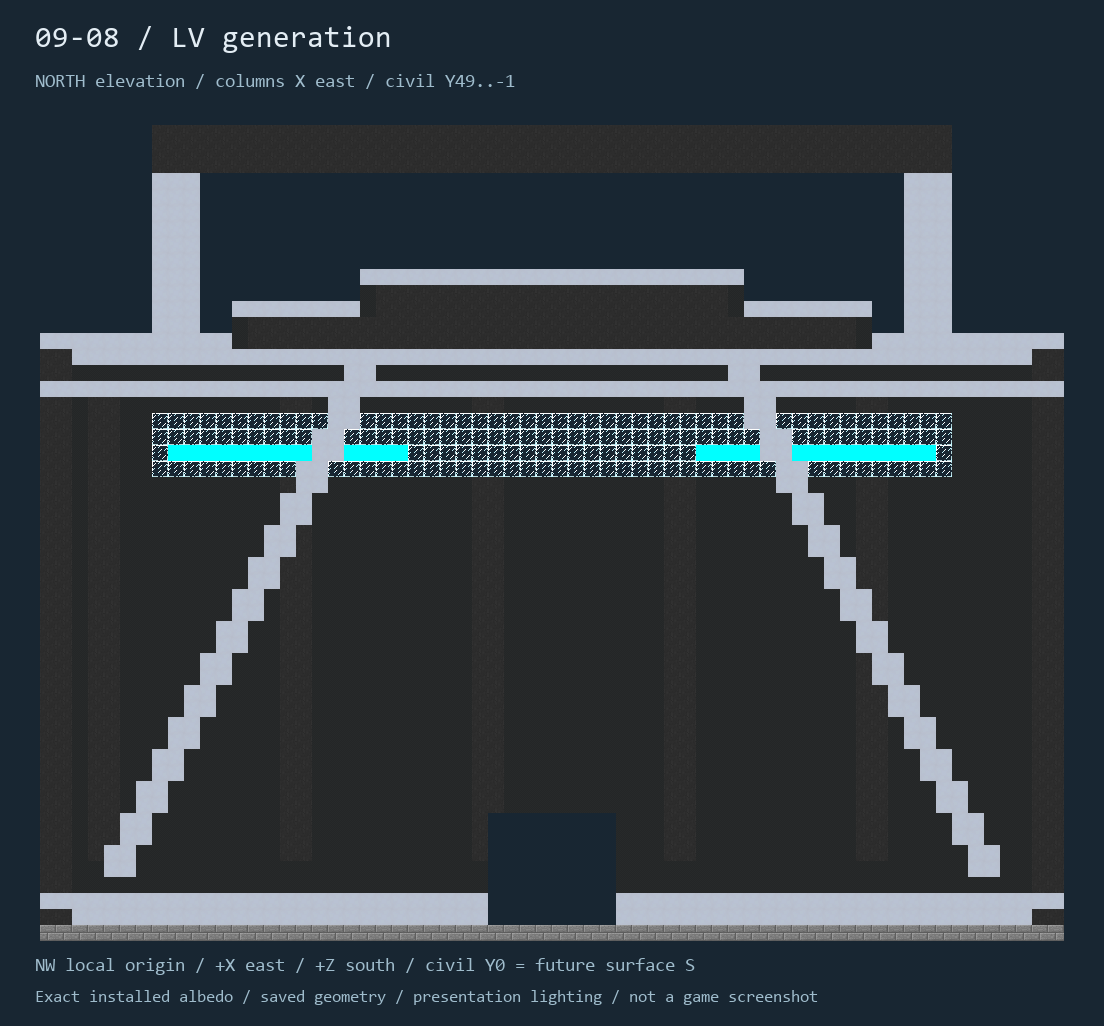 09-08 / LV generation
NORTH elevation / columns X east / civil Y49..-1
NW local origin / +X east / +Z south / civil Y0 = future surface S
Exact installed albedo / saved geometry / presentation lighting / not a game screenshot